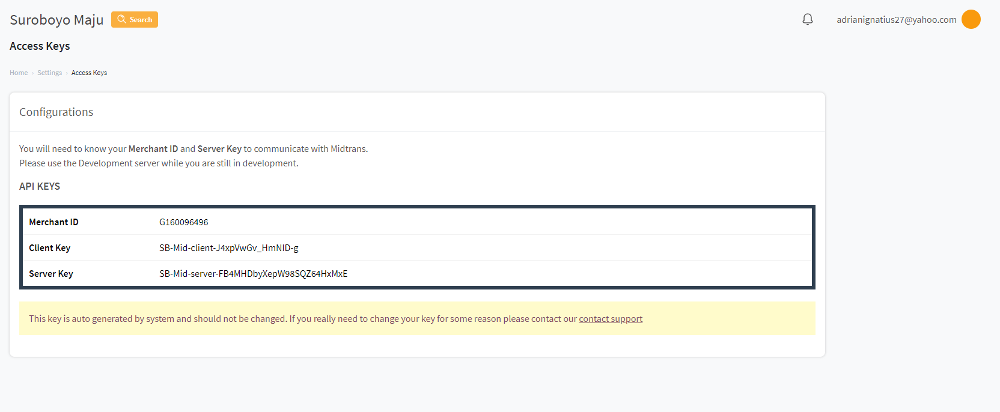 Suroboyo Maju
Search
adrianignatius27@yahoo.com
Access Keys
Home › Settings › Access Keys
Configurations
You will need to know your Merchant ID and Server Key to communicate with Midtrans.
Please use the Development server while you are still in development.
API KEYS
Merchant ID G160096496
Client Key SB-Mid-client-J4xpVwGv_HmNID-g
Server Key SB-Mid-server-FB4MHDbyXepW98SQZ64HxMxE
This key is auto generated by system and should not be changed. If you really need to change your key for some reason please contact our contact support